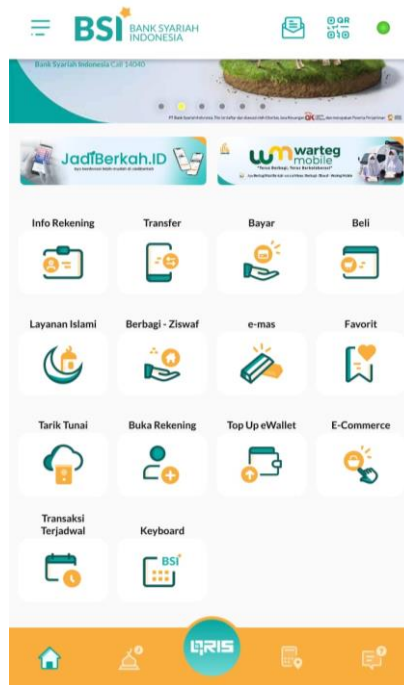 BSI BANK SYARIAH
INDONESIA
QR
Bank Syariah Indonesia Call 14040
JadiBerkah.ID
warteg
mobile
Info Rekening Transfer Bayar Beli
Layanan Islami Berbagi - Ziswaf e-mas Favorit
Tarik Tunai Buka Rekening Top Up eWallet E-Commerce
Transaksi
Terjadwal Keyboard
BSI
QRIS